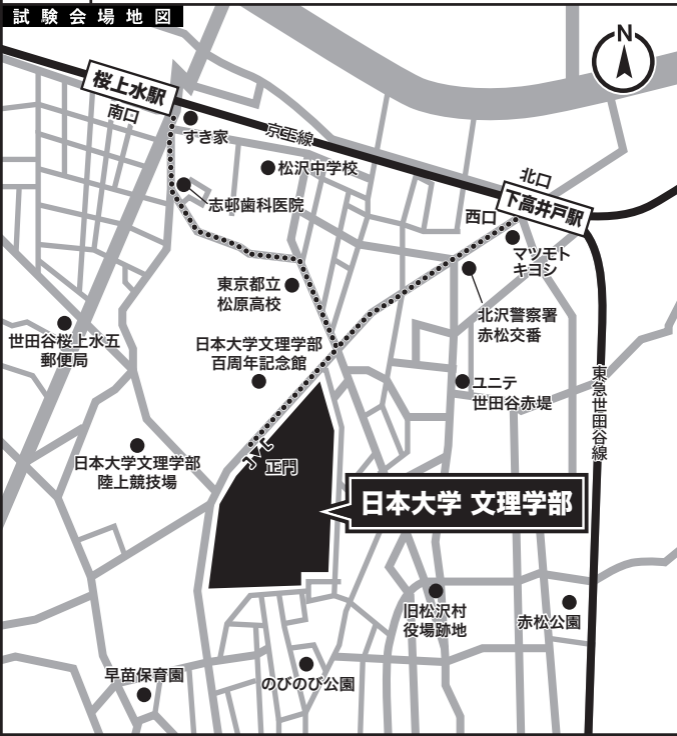 試験会場地図
N
桜上水駅
南口
すき家
京王線
松沢中学校
北口
志邨歯科医院
下高井戸駅
西口
マツモト
キヨシ
東京都立
松原高校
北沢警察署
赤松交番
世田谷桜上水五
郵便局
日本大学文理学部
百周年記念館
東急世田谷線
ユニテ
世田谷赤堤
日本大学文理学部
陸上競技場
正門
日本大学 文理学部
旧松沢村
役場跡地
赤松公園
早苗保育園
のびのび公園